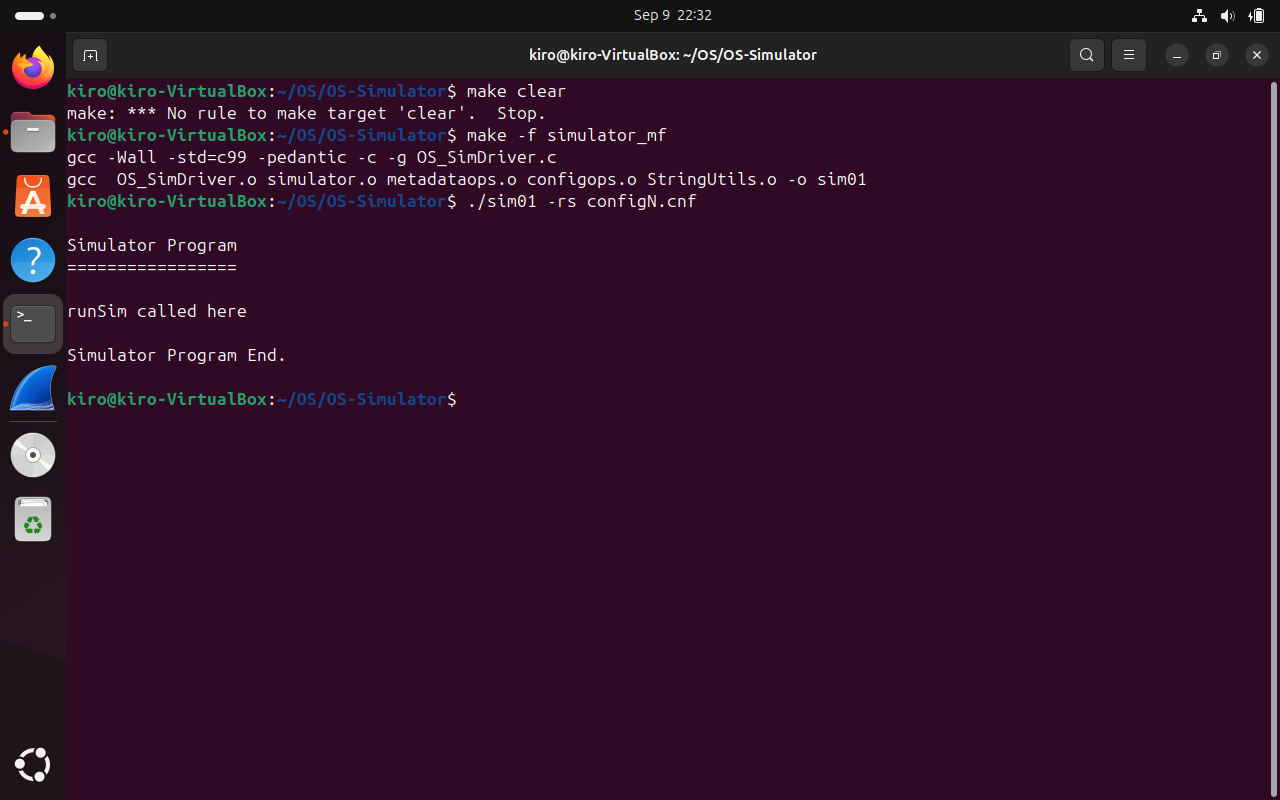 Sep 9 22:32
kiro@kiro-VirtualBox: ~/OS/OS-Simulator
kiro@kiro-VirtualBox:~/OS/OS-Simulator$ make clear
make: *** No rule to make target 'clear'.  Stop.
kiro@kiro-VirtualBox:~/OS/OS-Simulator$ make -f simulator_mf
gcc -Wall -std=c99 -pedantic -c -g OS_SimDriver.c
gcc  OS_SimDriver.o simulator.o metadataops.o configops.o StringUtils.o -o sim01
kiro@kiro-VirtualBox:~/OS/OS-Simulator$ ./sim01 -rs configN.cnf
Simulator Program
=================
runSim called here
Simulator Program End.
kiro@kiro-VirtualBox:~/OS/OS-Simulator$